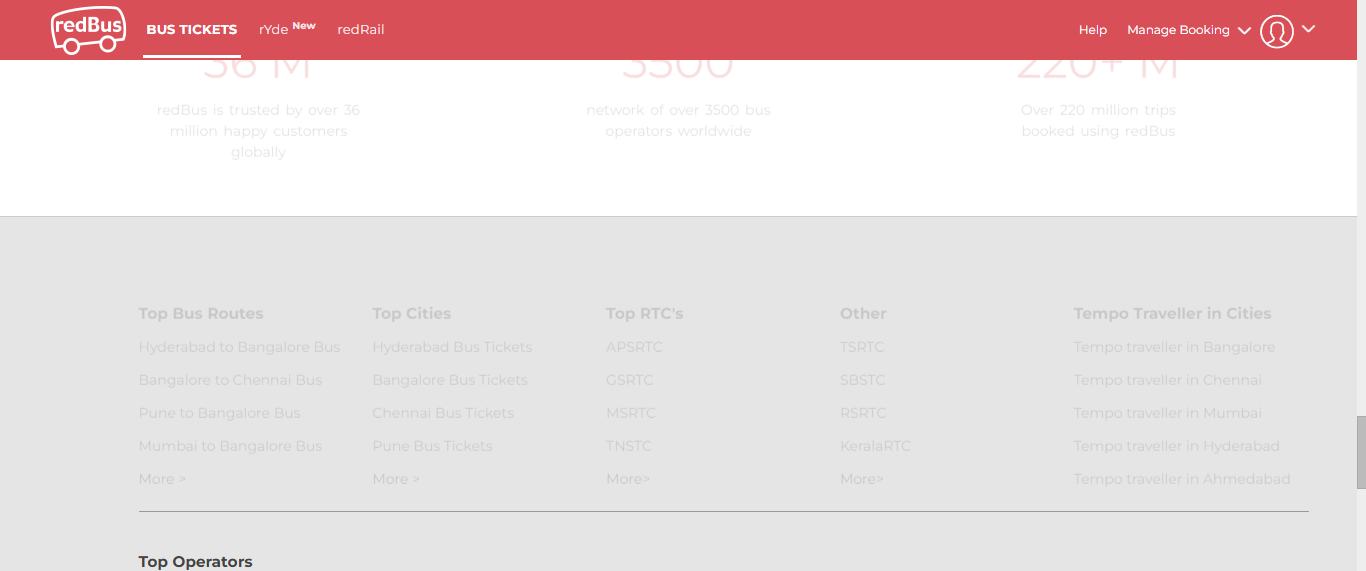 redBus
BUS TICKETS
rYde New
redRail
Help
Manage Booking
36 M
3500
220+ M
redBus is trusted by over 36
million happy customers
globally
network of over 3500 bus
operators worldwide
Over 220 million trips
booked using redBus
Top Bus Routes
Hyderabad to Bangalore Bus
Bangalore to Chennai Bus
Pune to Bangalore Bus
Mumbai to Bangalore Bus
More >
Top Cities
Hyderabad Bus Tickets
Bangalore Bus Tickets
Chennai Bus Tickets
Pune Bus Tickets
More >
Top RTC's
APSRTC
GSRTC
MSRTC
TNSTC
More>
Other
TSRTC
SBSTC
RSRTC
KeralaRTC
More>
Tempo Traveller in Cities
Tempo traveller in Bangalore
Tempo traveller in Chennai
Tempo traveller in Mumbai
Tempo traveller in Hyderabad
Tempo traveller in Ahmedabad
Top Operators